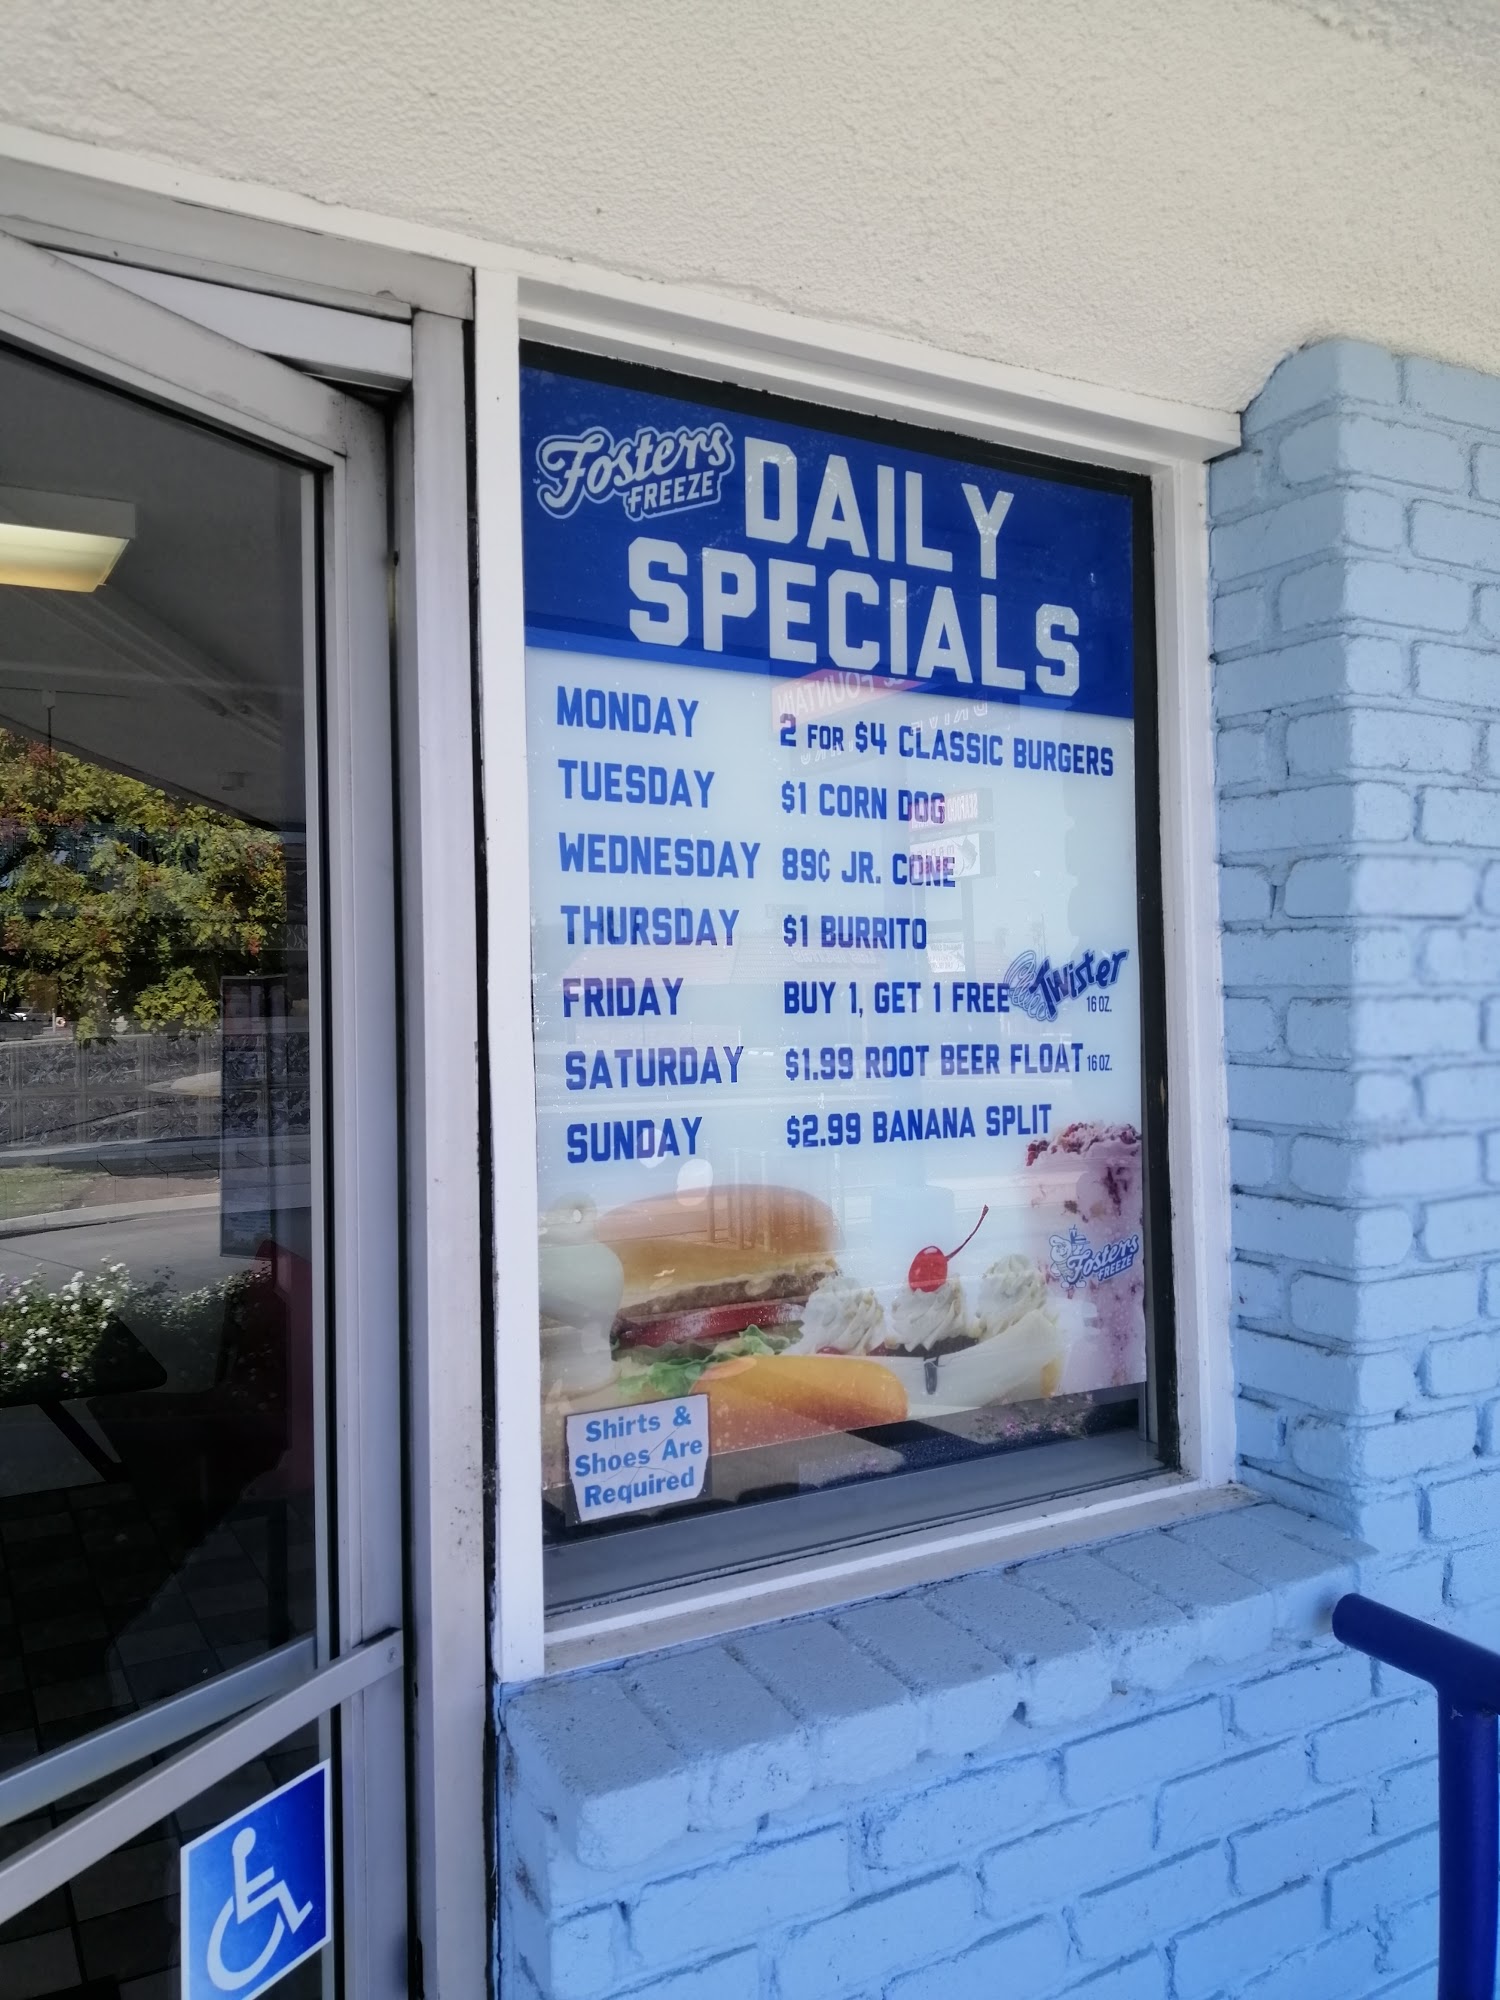 Fosters
FREEZE
DAILY
SPECIALS
MONDAY 2 FOR $4 CLASSIC BURGERS
TUESDAY $1 CORN DOG
WEDNESDAY 89¢ JR. CONE
THURSDAY $1 BURRITO
FRIDAY BUY 1, GET 1 FREE Twister 16 OZ.
SATURDAY $1.99 ROOT BEER FLOAT 16 OZ.
SUNDAY $2.99 BANANA SPLIT
Fosters
FREEZE
Shirts &
Shoes Are
Required